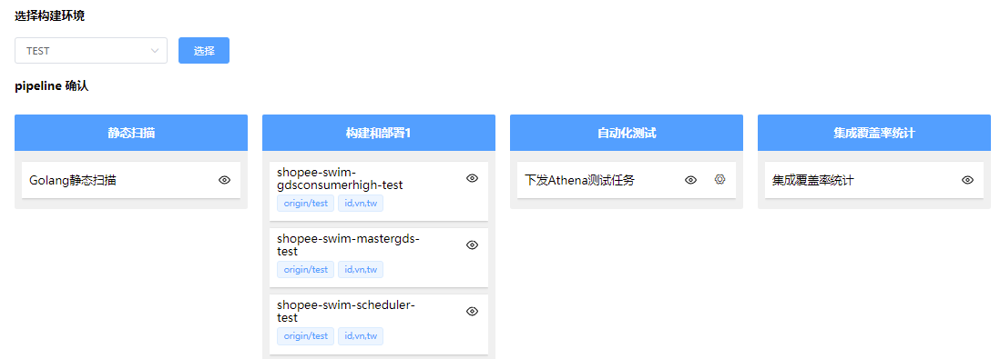 选择构建环境
TEST
选择
pipeline 确认
静态扫描
Golang静态扫描
构建和部署1
shopee-swim-
gdsconsumerhigh-test
origin/test
id,vn,tw
shopee-swim-mastergds-
test
origin/test
id,vn,tw
shopee-swim-scheduler-
test
origin/test
id,vn,tw
自动化测试
下发Athena测试任务
集成覆盖率统计
集成覆盖率统计